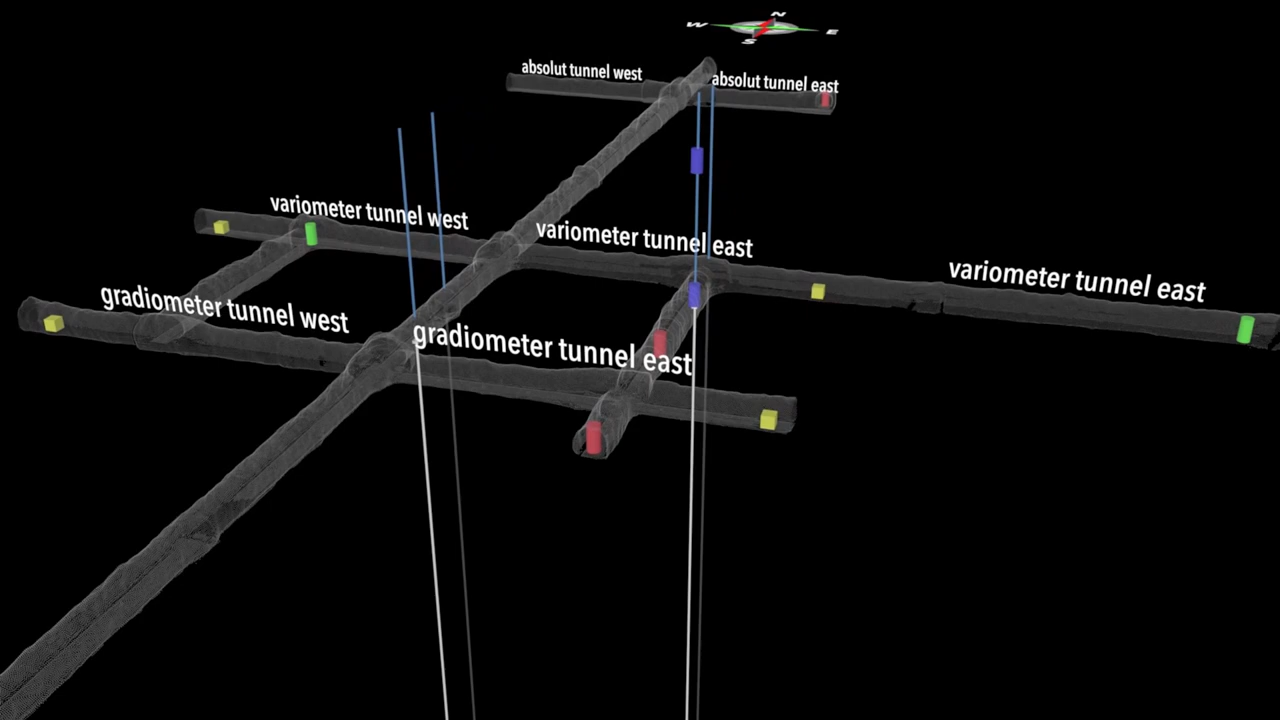 N
W
E
S
absolut tunnel west
absolut tunnel east
variometer tunnel west
variometer tunnel east
variometer tunnel east
gradiometer tunnel west
gradiometer tunnel east